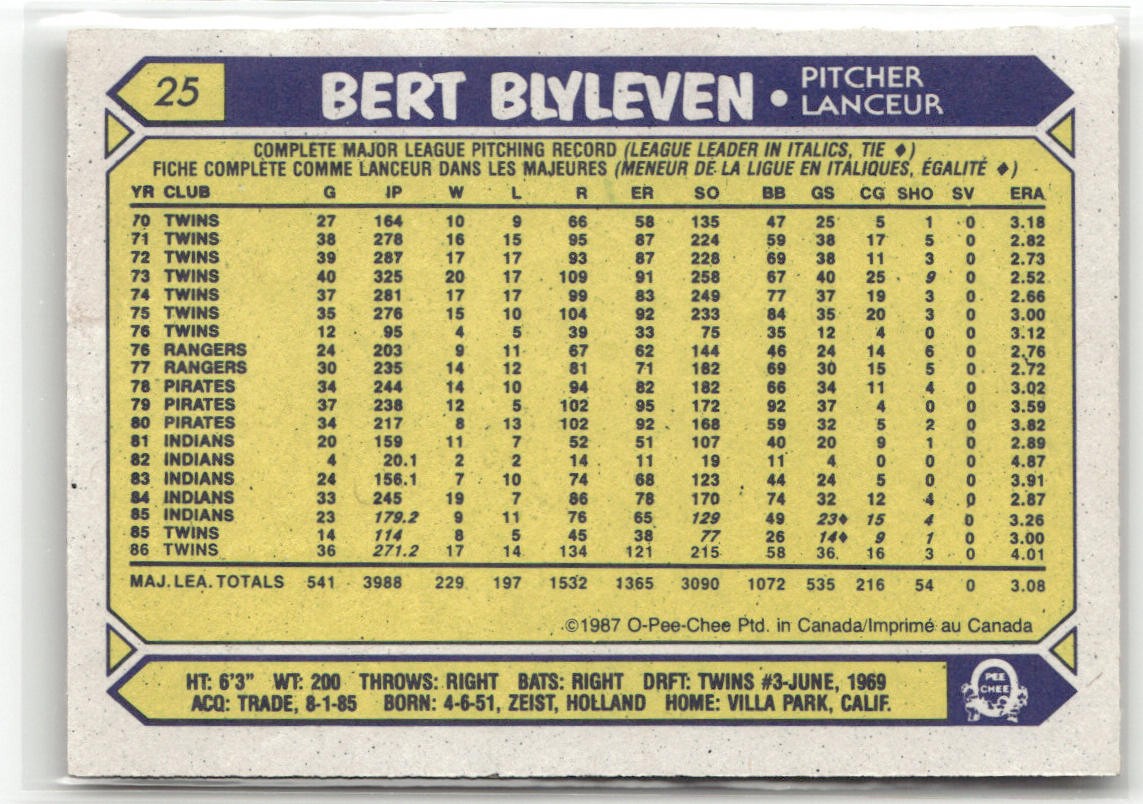 25 BERT BLYLEVEN • PITCHER
LANCEUR
COMPLETE MAJOR LEAGUE PITCHING RECORD (LEAGUE LEADER IN ITALICS, TIE ♦)
FICHE COMPLÈTE COMME LANCEUR DANS LES MAJEURES (MENEUR DE LA LIGUE EN ITALIQUES, ÉGALITÉ ♦)
YR CLUB G IP W L R ER SO BB GS CG SHO SV ERA
70 TWINS 27 164 10 9 66 58 135 47 25 5 1 0 3.18
71 TWINS 38 278 16 15 95 87 224 59 38 17 5 0 2.82
72 TWINS 39 287 17 17 93 87 228 69 38 11 3 0 2.73
73 TWINS 40 325 20 17 109 91 258 67 40 25 9 0 2.52
74 TWINS 37 281 17 17 99 83 249 77 37 19 3 0 2.66
75 TWINS 35 276 15 10 104 92 233 84 35 20 3 0 3.00
76 TWINS 12 95 4 5 39 33 75 35 12 4 0 0 3.12
76 RANGERS 24 203 9 11 67 62 144 46 24 14 6 0 2.76
77 RANGERS 30 235 14 12 81 71 182 69 30 15 5 0 2.72
78 PIRATES 34 244 14 10 94 82 182 66 34 11 4 0 3.02
79 PIRATES 37 238 12 5 102 95 172 92 37 4 0 0 3.59
80 PIRATES 34 217 8 13 102 92 168 59 32 5 2 0 3.82
81 INDIANS 20 159 11 7 52 51 107 40 20 9 1 0 2.89
82 INDIANS 4 20.1 2 2 14 11 19 11 4 0 0 0 4.87
83 INDIANS 24 156.1 7 10 74 68 123 44 24 5 0 0 3.91
84 INDIANS 33 245 19 7 86 78 170 74 32 12 4 0 2.87
85 INDIANS 23 179.2 9 11 76 65 129 49 23♦ 15 4 0 3.26
85 TWINS 14 114 8 5 45 38 77 26 14♦ 9 1 0 3.00
86 TWINS 36 271.2 17 14 134 121 215 58 36 16 3 0 4.01
MAJ. LEA. TOTALS 541 3988 229 197 1532 1365 3090 1072 535 216 54 0 3.08
©1987 O-Pee-Chee Ptd. in Canada/Imprimé au Canada
HT: 6'3" WT: 200 THROWS: RIGHT BATS: RIGHT DRFT: TWINS #3-JUNE, 1969
ACQ: TRADE, 8-1-85 BORN: 4-6-51, ZEIST, HOLLAND HOME: VILLA PARK, CALIF.
O
PEE
CHEE